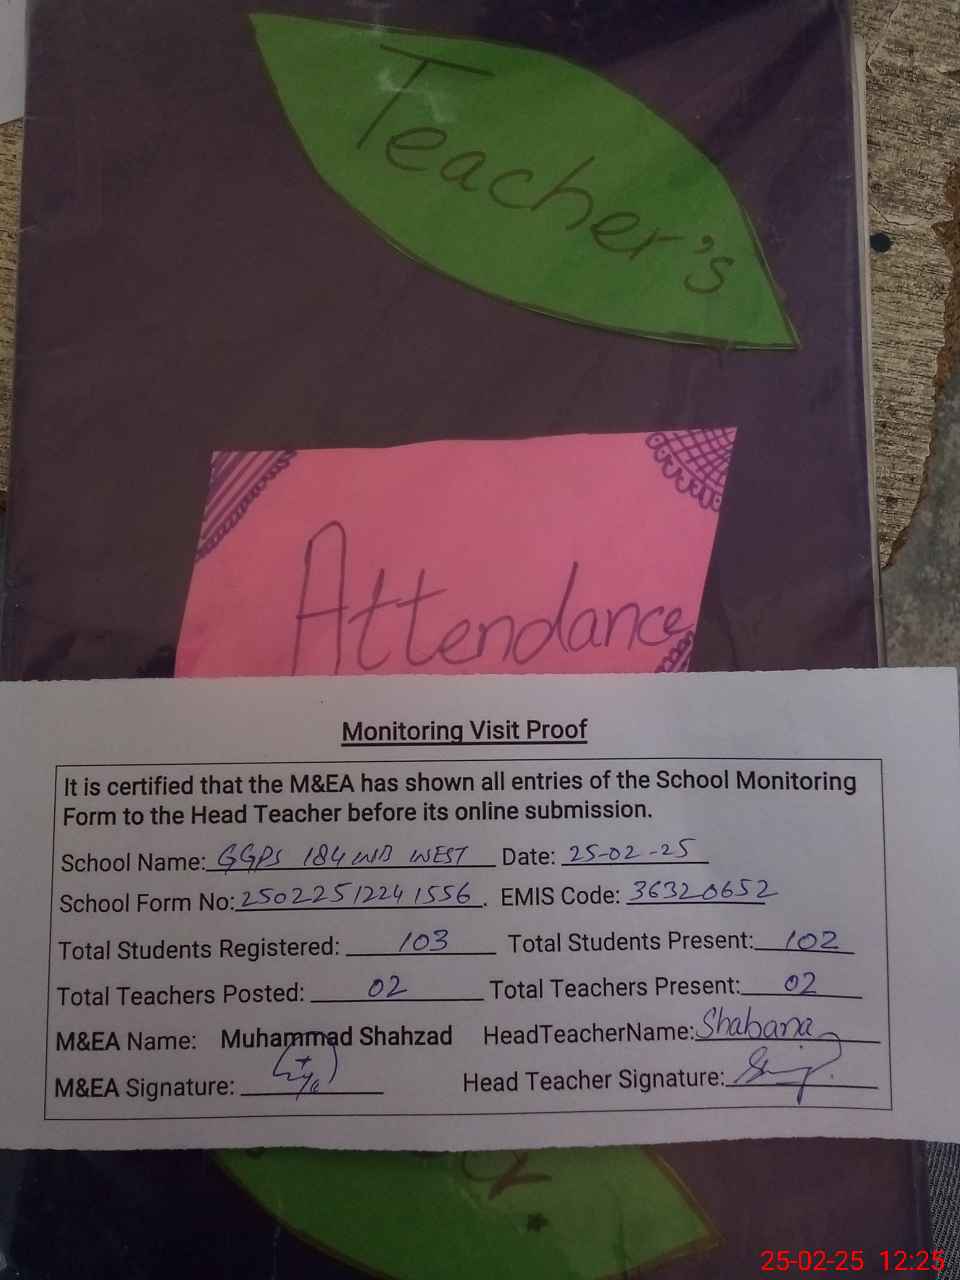 Teacher's
Attendance
Monitoring Visit Proof
It is certified that the M&EA has shown all entries of the School Monitoring
Form to the Head Teacher before its online submission.
School Name: GGPS 184 WB WEST Date: 25-02-25
School Form No: 25022512241556. EMIS Code: 36320652
Total Students Registered: 103 Total Students Present: 102
Total Teachers Posted: 02 Total Teachers Present: 02
M&EA Name: Muhammad Shahzad HeadTeacherName: Shabana
M&EA Signature: Head Teacher Signature:
25-02-25 12:25